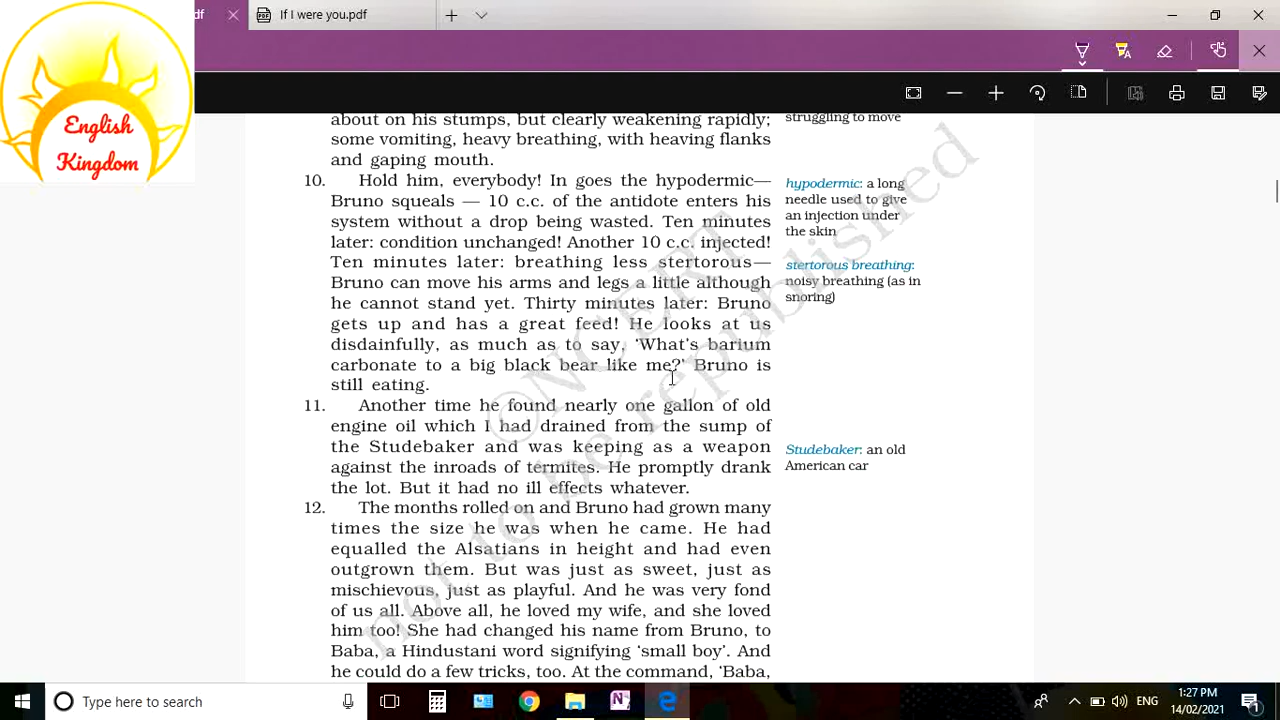 df
If I were you.pdf
English
Kingdom
about on his stumps, but clearly weakening rapidly;
some vomiting, heavy breathing, with heaving flanks
and gaping mouth.
struggling to move
10. Hold him, everybody! In goes the hypodermic—
Bruno squeals — 10 c.c. of the antidote enters his
system without a drop being wasted. Ten minutes
later: condition unchanged! Another 10 c.c. injected!
Ten minutes later: breathing less stertorous—
Bruno can move his arms and legs a little although
he cannot stand yet. Thirty minutes later: Bruno
gets up and has a great feed! He looks at us
disdainfully, as much as to say, 'What's barium
carbonate to a big black bear like me?' Bruno is
still eating.
hypodermic: a long
needle used to give
an injection under
the skin
stertorous breathing:
noisy breathing (as in
snoring)
11. Another time he found nearly one gallon of old
engine oil which I had drained from the sump of
the Studebaker and was keeping as a weapon
against the inroads of termites. He promptly drank
the lot. But it had no ill effects whatever.
Studebaker: an old
American car
12. The months rolled on and Bruno had grown many
times the size he was when he came. He had
equalled the Alsatians in height and had even
outgrown them. But was just as sweet, just as
mischievous, just as playful. And he was very fond
of us all. Above all, he loved my wife, and she loved
him too! She had changed his name from Bruno, to
Baba, a Hindustani word signifying 'small boy'. And
he could do a few tricks, too. At the command, 'Baba,
©NCERT
not to be republished
Type here to search
ENG
1:27 PM
14/02/2021
1